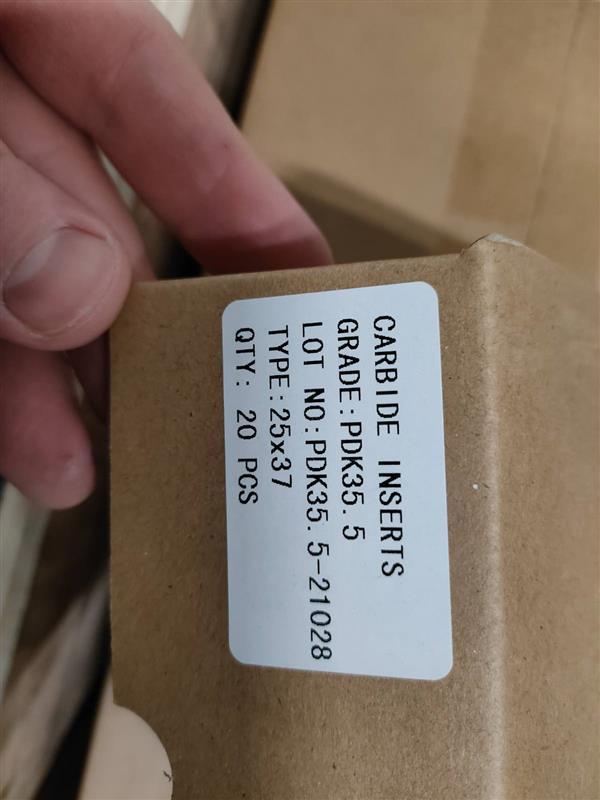 CARBIDE INSERTS
GRADE:PDK35.5
LOT NO:PDK35.5-21028
TYPE:25x37
QTY: 20 PCS